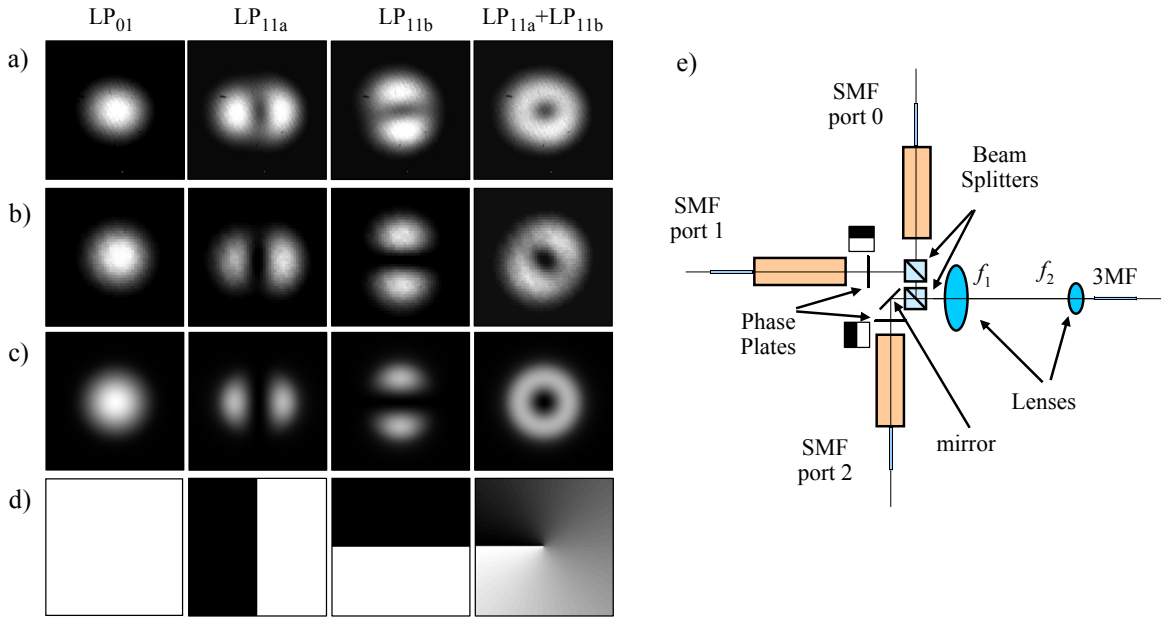 LP01 LP11a LP11b LP11a+LP11b
a)
b)
c)
d)
e)
SMF
port 0
Beam
Splitters
SMF
port 1
f1
f2
3MF
Phase
Plates
Lenses
mirror
SMF
port 2